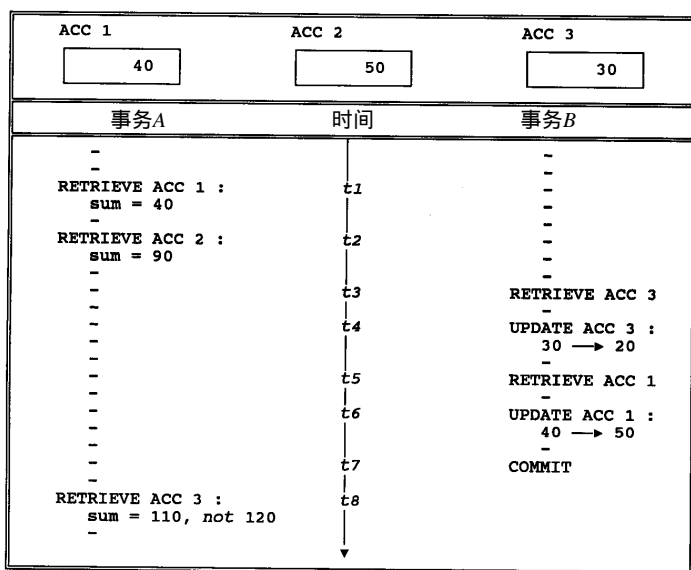 ACC 1 ACC 2 ACC 3
40 50 30
事务A 时间 事务B
RETRIEVE ACC 1 : t1
sum = 40
RETRIEVE ACC 2 : t2
sum = 90
t3 RETRIEVE ACC 3
t4 UPDATE ACC 3 :
30 → 20
t5 RETRIEVE ACC 1
t6 UPDATE ACC 1 :
40 → 50
t7 COMMIT
RETRIEVE ACC 3 : t8
sum = 110, not 120